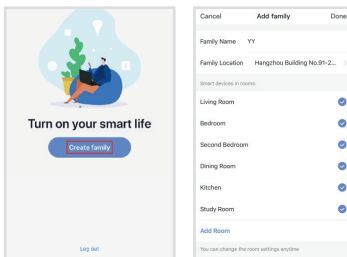 Turn on your smart life
Create family
Log out
Cancel Add family Done
Family Name YY
Family Location Hangzhou Building No.91-2... >
Smart devices in rooms:
Living Room
Bedroom
Second Bedroom
Dining Room
Kitchen
Study Room
Add Room
You can change the room settings anytime